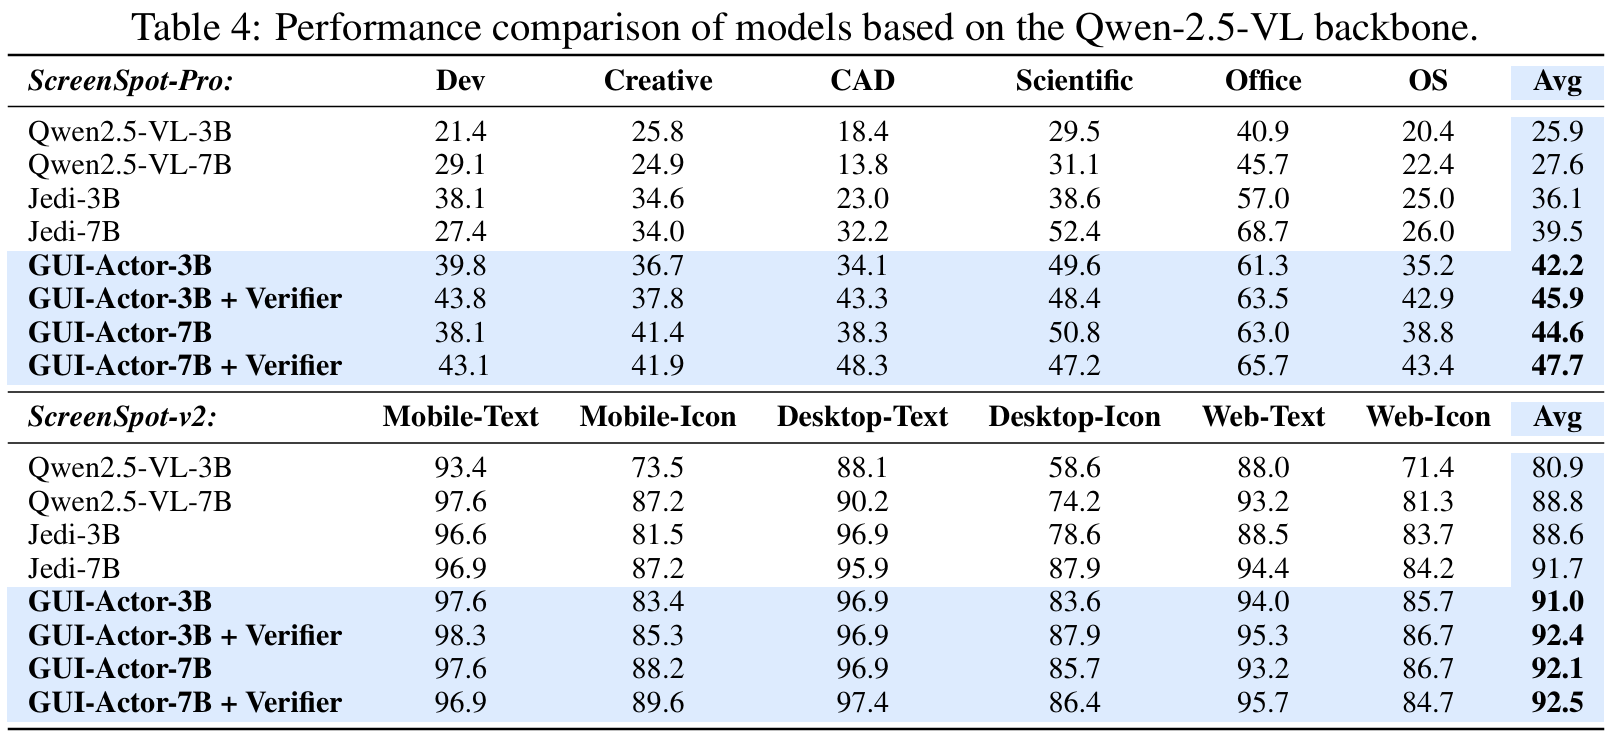 Table 4: Performance comparison of models based on the Qwen-2.5-VL backbone.
ScreenSpot-Pro: Dev Creative CAD Scientific Office OS Avg
Qwen2.5-VL-3B 21.4 25.8 18.4 29.5 40.9 20.4 25.9
Qwen2.5-VL-7B 29.1 24.9 13.8 31.1 45.7 22.4 27.6
Jedi-3B 38.1 34.6 23.0 38.6 57.0 25.0 36.1
Jedi-7B 27.4 34.0 32.2 52.4 68.7 26.0 39.5
GUI-Actor-3B 39.8 36.7 34.1 49.6 61.3 35.2 42.2
GUI-Actor-3B + Verifier 43.8 37.8 43.3 48.4 63.5 42.9 45.9
GUI-Actor-7B 38.1 41.4 38.3 50.8 63.0 38.8 44.6
GUI-Actor-7B + Verifier 43.1 41.9 48.3 47.2 65.7 43.4 47.7
ScreenSpot-v2: Mobile-Text Mobile-Icon Desktop-Text Desktop-Icon Web-Text Web-Icon Avg
Qwen2.5-VL-3B 93.4 73.5 88.1 58.6 88.0 71.4 80.9
Qwen2.5-VL-7B 97.6 87.2 90.2 74.2 93.2 81.3 88.8
Jedi-3B 96.6 81.5 96.9 78.6 88.5 83.7 88.6
Jedi-7B 96.9 87.2 95.9 87.9 94.4 84.2 91.7
GUI-Actor-3B 97.6 83.4 96.9 83.6 94.0 85.7 91.0
GUI-Actor-3B + Verifier 98.3 85.3 96.9 87.9 95.3 86.7 92.4
GUI-Actor-7B 97.6 88.2 96.9 85.7 93.2 86.7 92.1
GUI-Actor-7B + Verifier 96.9 89.6 97.4 86.4 95.7 84.7 92.5